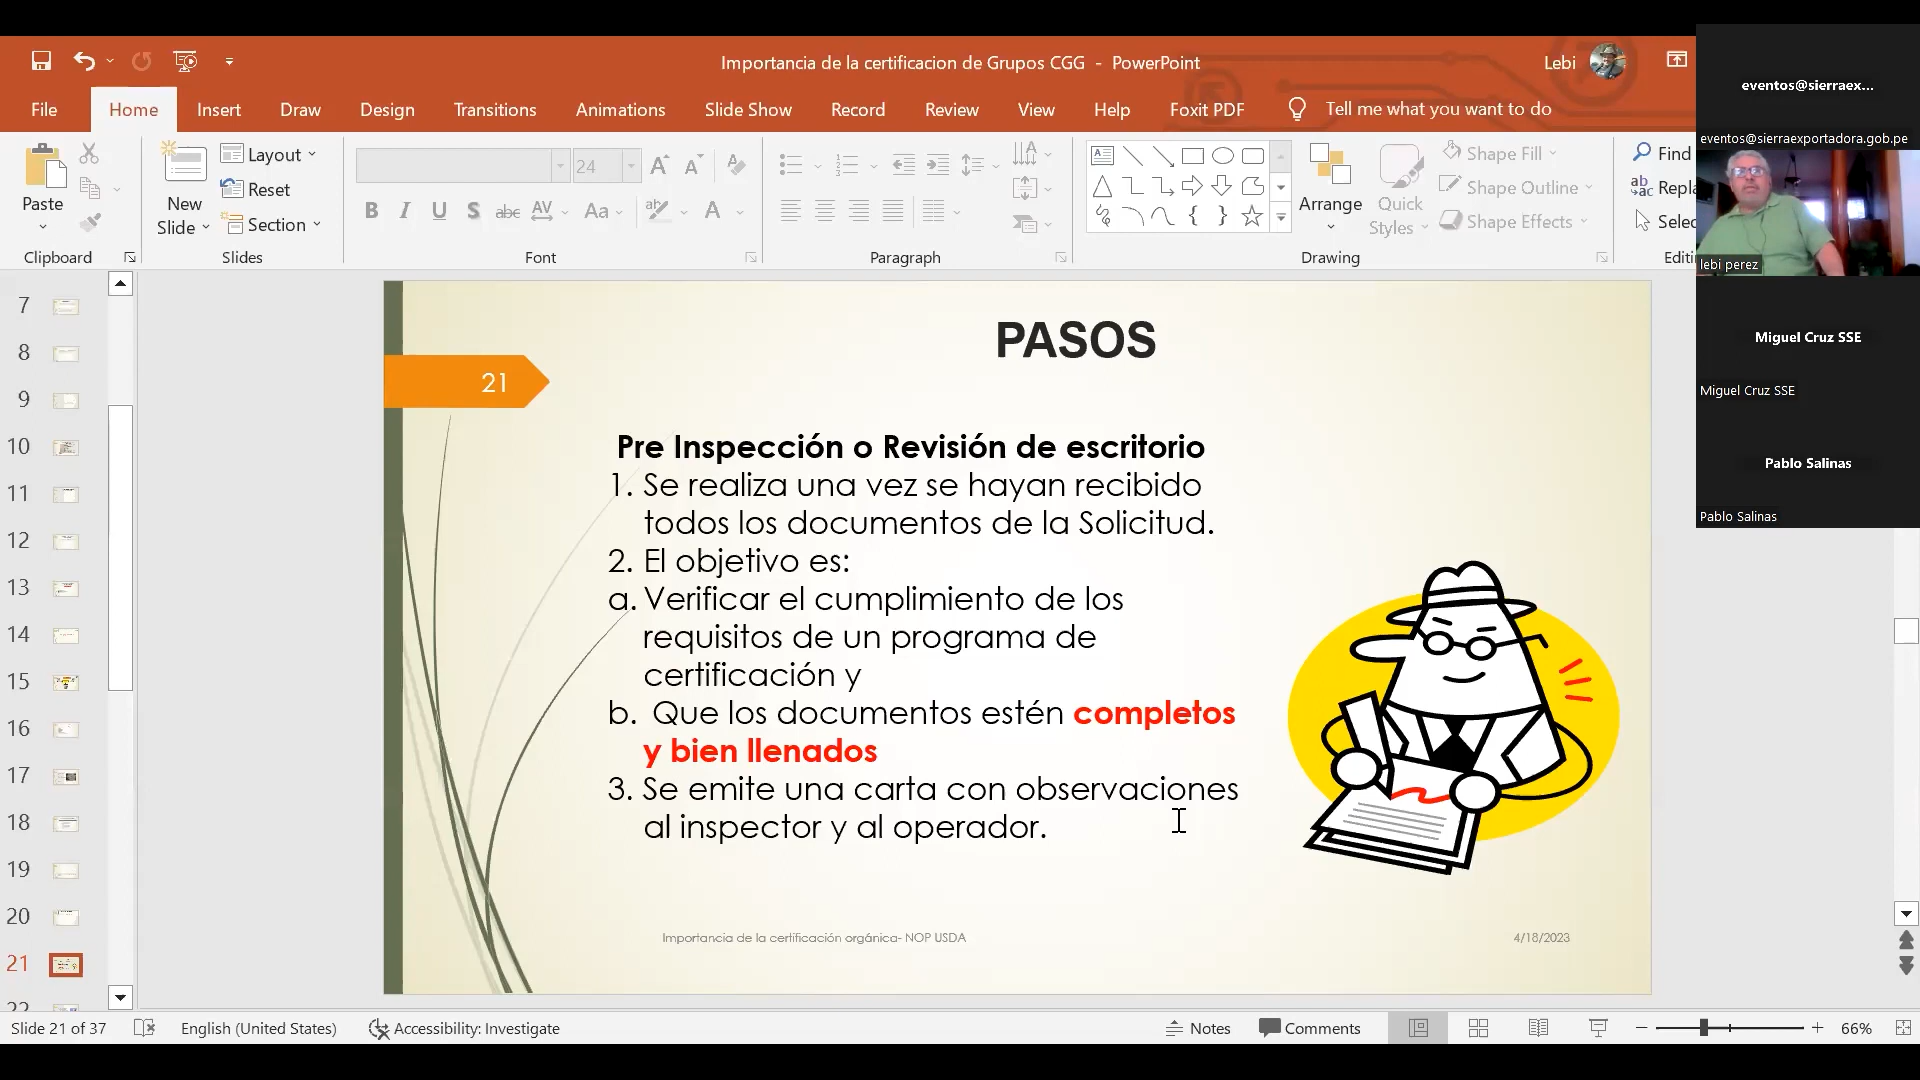 Importancia de la certificacion de Grupos CGG - PowerPoint
Lebi
File Home Insert Draw Design Transitions Animations Slide Show Record Review View Help Foxit PDF Tell me what you want to do
Paste
Clipboard
New
Slide
Layout
Reset
Section
Slides
24
B I U S abc AV Aa A
Font
Paragraph
Arrange
Quick
Styles
Shape Fill
Shape Outline
Shape Effects
Drawing
Find
Repla
Selec
Editi
eventos@sierraex...
eventos@sierraexportadora.gob.pe
lebi perez
Miguel Cruz SSE
Miguel Cruz SSE
Pablo Salinas
Pablo Salinas
7
8
9
10
11
12
13
14
15
16
17
18
19
20
21
22
PASOS
21
Pre Inspección o Revisión de escritorio
1. Se realiza una vez se hayan recibido
todos los documentos de la Solicitud.
2. El objetivo es:
a. Verificar el cumplimiento de los
requisitos de un programa de
certificación y
b. Que los documentos estén completos
y bien llenados
3. Se emite una carta con observaciones
al inspector y al operador.
Importancia de la certificación orgánica- NOP USDA
4/18/2023
Slide 21 of 37
English (United States)
Accessibility: Investigate
Notes
Comments
66%